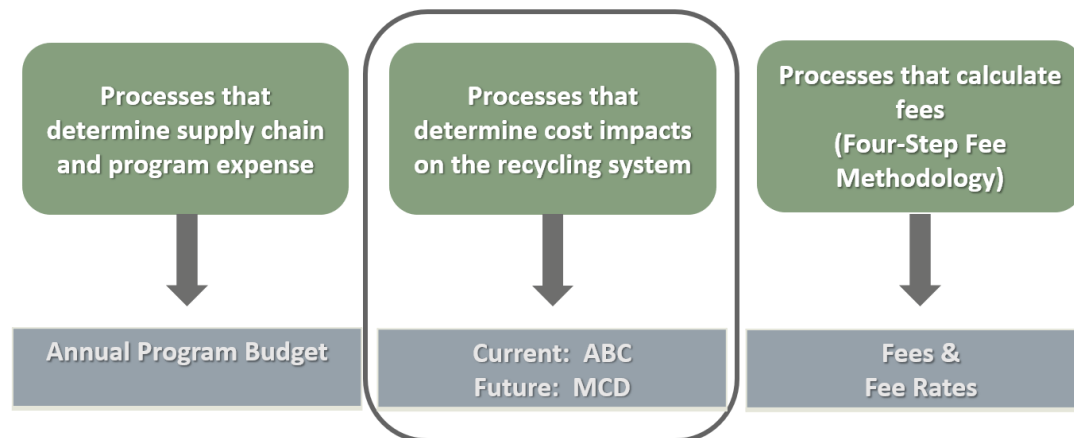 Processes that
determine supply chain
and program expense
Annual Program Budget
Processes that
determine cost impacts
on the recycling system
Current:  ABC
Future:  MCD
Processes that calculate
fees
(Four-Step Fee
Methodology)
Fees &
Fee Rates